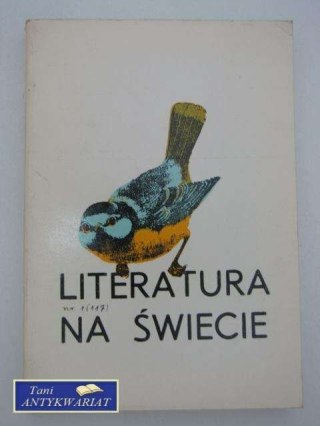 LITERATURA
nr 1(117)
NA ŚWIECIE
Tani
ANTYKWARIAT